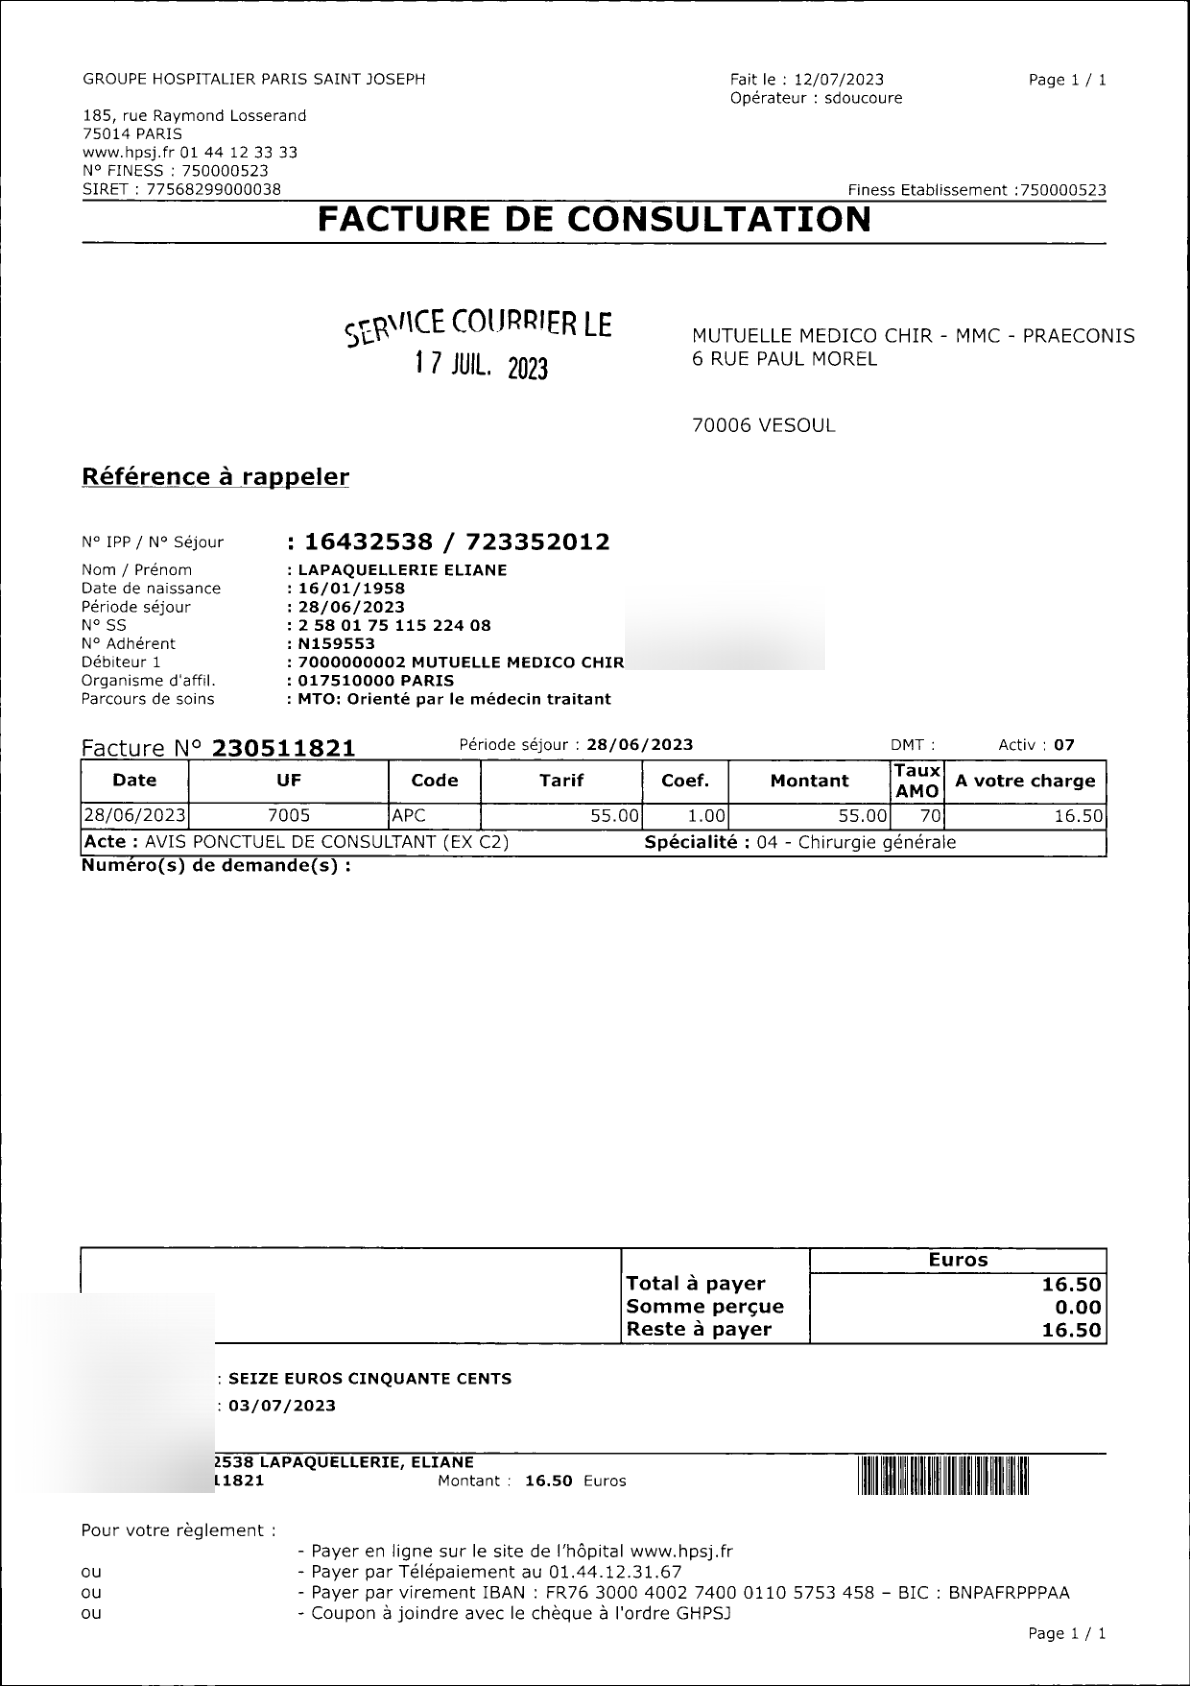 GROUPE HOSPITALIER PARIS SAINT JOSEPH
Fait le : 12/07/2023 Page 1 / 1
Opérateur : sdoucoure
185, rue Raymond Losserand
75014 PARIS
www.hpsj.fr 01 44 12 33 33
N° FINESS : 750000523
SIRET : 77568299000038 Finess Etablissement :750000523
FACTURE DE CONSULTATION
SERVICE COURRIER LE
17 JUIL. 2023
MUTUELLE MEDICO CHIR - MMC - PRAECONIS
6 RUE PAUL MOREL
70006 VESOUL
Référence à rappeler
N° IPP / N° Séjour : 16432538 / 723352012
Nom / Prénom : LAPAQUELLERIE ELIANE
Date de naissance : 16/01/1958
Période séjour : 28/06/2023
N° SS : 2 58 01 75 115 224 08
N° Adhérent : N159553
Débiteur 1 : 7000000002 MUTUELLE MEDICO CHIR
Organisme d'affil. : 017510000 PARIS
Parcours de soins : MTO: Orienté par le médecin traitant
Facture N° 230511821 Période séjour : 28/06/2023 DMT : Activ : 07
Date UF Code Tarif Coef. Montant Taux AMO A votre charge
28/06/2023 7005 APC 55.00 1.00 55.00 70 16.50
Acte : AVIS PONCTUEL DE CONSULTANT (EX C2) Spécialité : 04 - Chirurgie générale
Numéro(s) de demande(s) :
Euros
Total à payer 16.50
Somme perçue 0.00
Reste à payer 16.50
: SEIZE EUROS CINQUANTE CENTS
: 03/07/2023
2538 LAPAQUELLERIE, ELIANE
11821 Montant : 16.50 Euros
Pour votre règlement :
- Payer en ligne sur le site de l'hôpital www.hpsj.fr
ou - Payer par Télépaiement au 01.44.12.31.67
ou - Payer par virement IBAN : FR76 3000 4002 7400 0110 5753 458 – BIC : BNPAFRPPPAA
ou - Coupon à joindre avec le chèque à l'ordre GHPSJ
Page 1 / 1